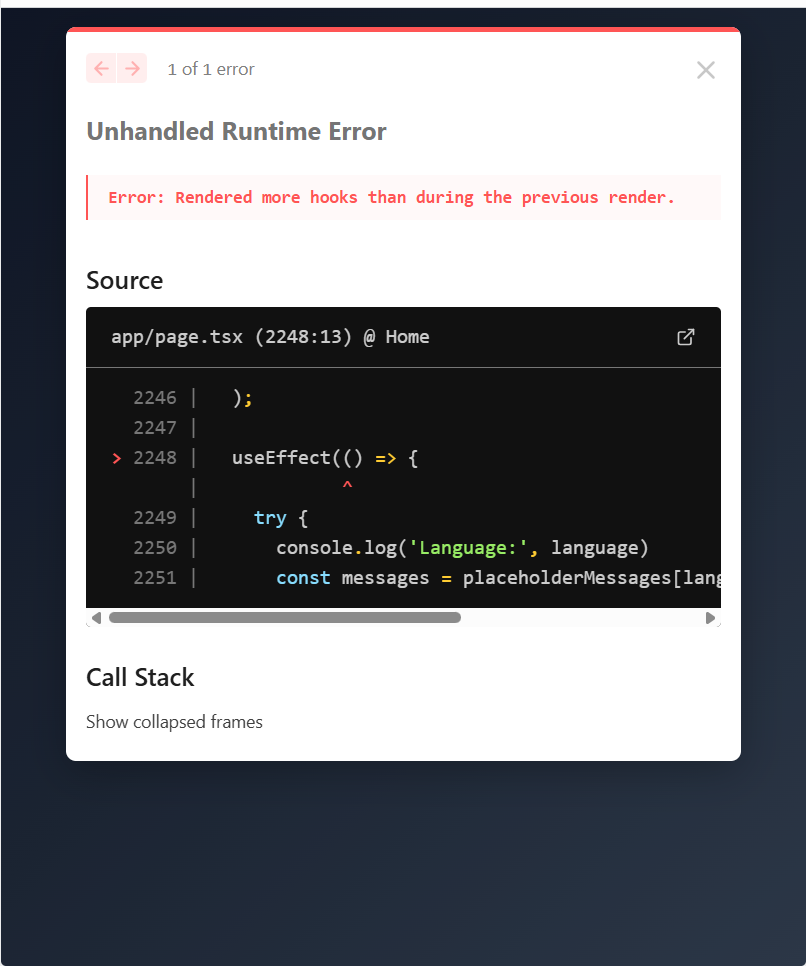 1 of 1 error
Unhandled Runtime Error
Error: Rendered more hooks than during the previous render.
Source
app/page.tsx (2248:13) @ Home
2246 | );
2247 |
> 2248 | useEffect(() => {
| ^
2249 | try {
2250 | console.log('Language:', language)
2251 | const messages = placeholderMessages[lang
Call Stack
Show collapsed frames